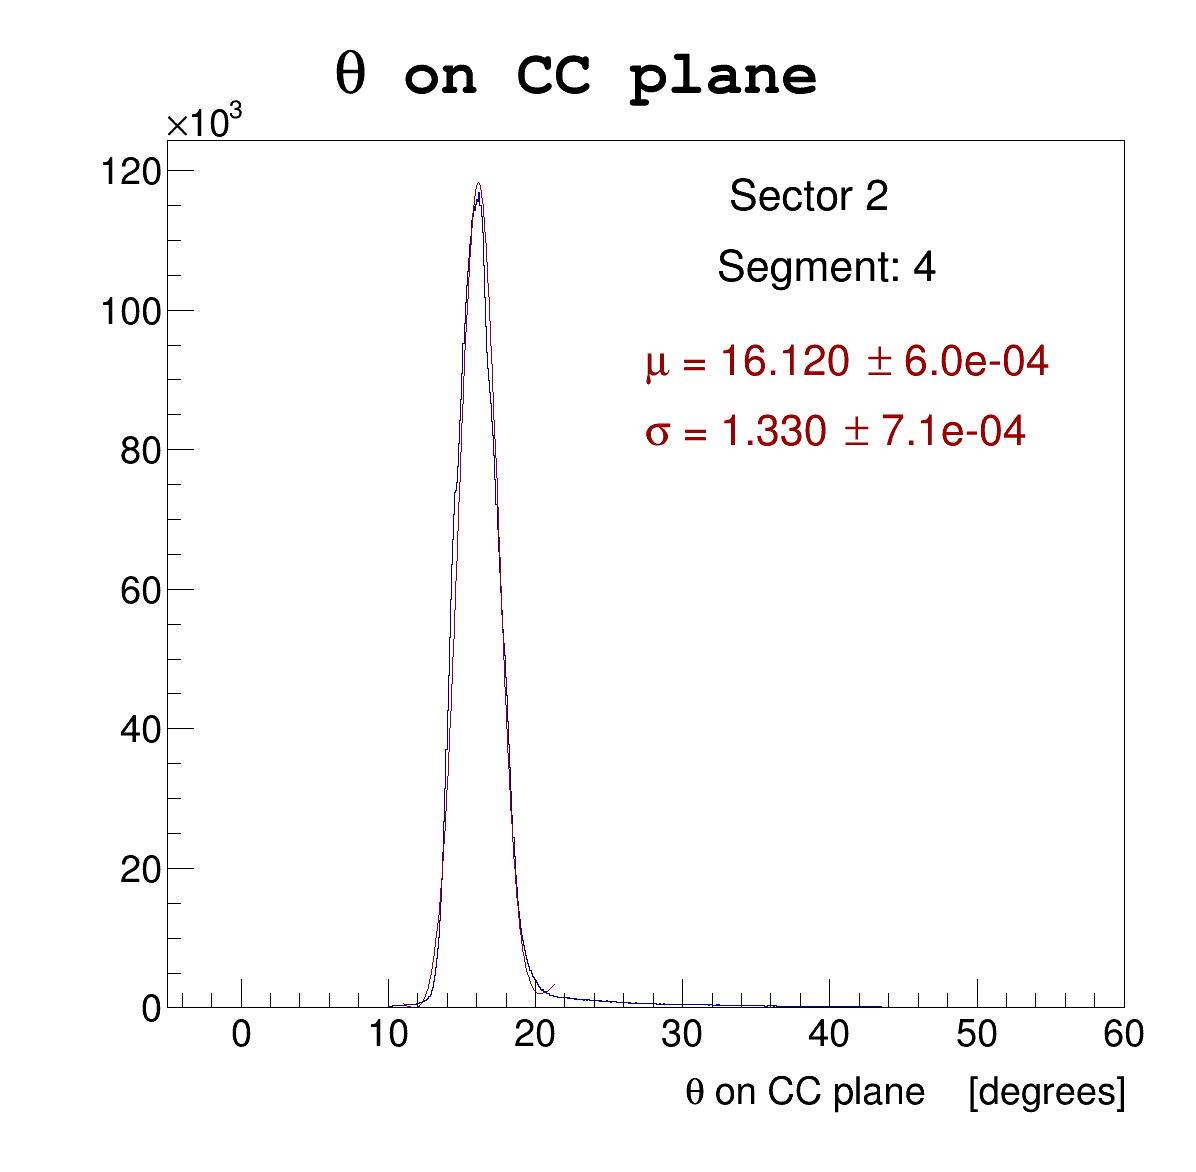 θ on CC plane
×10³
120
100
80
60
40
20
0
Sector 2
Segment: 4
μ = 16.120 ± 6.0e-04
σ = 1.330 ± 7.1e-04
0 10 20 30 40 50 60
θ on CC plane [degrees]